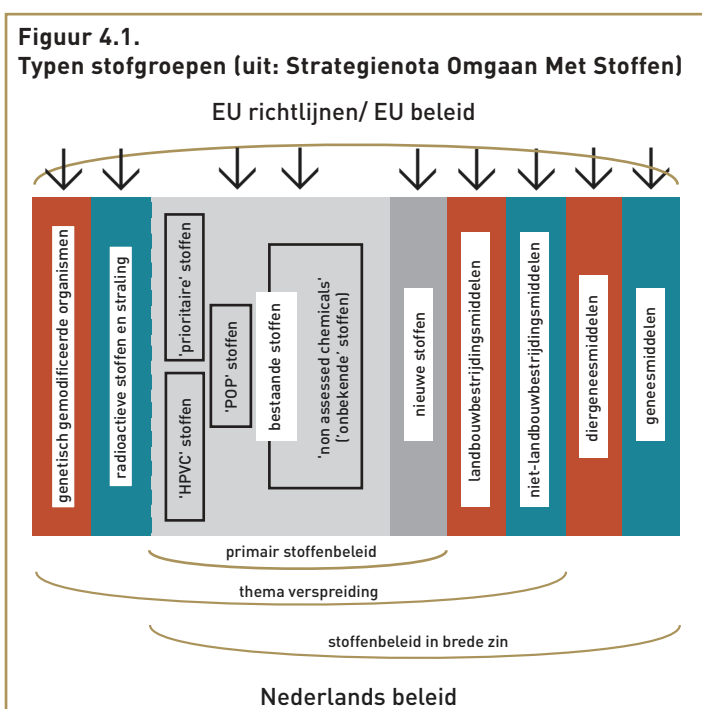 Figuur 4.1.
Typen stofgroepen (uit: Strategienota Omgaan Met Stoffen)
EU richtlijnen/ EU beleid
genetisch gemodificeerde organismen
radioactieve stoffen en straling
'prioritaire' stoffen
'HPVC' stoffen
'POP' stoffen
bestaande stoffen
'non assessed chemicals'
('onbekende' stoffen)
nieuwe stoffen
landbouwbestrijdingsmiddelen
niet-landbouwbestrijdingsmiddelen
diergeneesmiddelen
geneesmiddelen
primair stoffenbeleid
thema verspreiding
stoffenbeleid in brede zin
Nederlands beleid